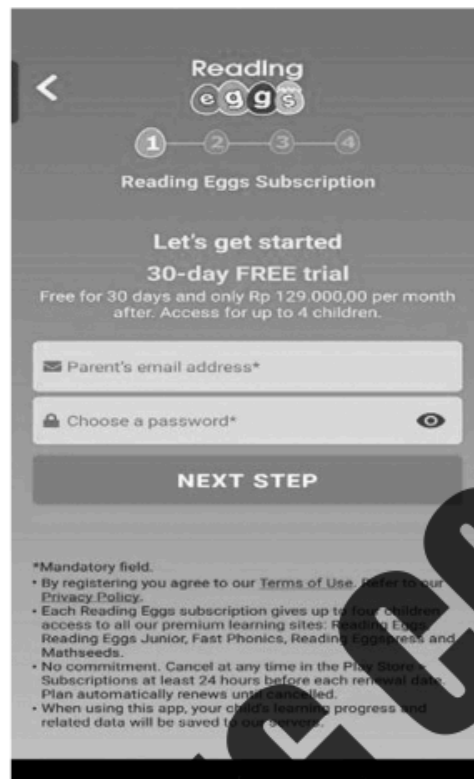 Reading
eggs
1 2 3 4
Reading Eggs Subscription
Let's get started
30-day FREE trial
Free for 30 days and only Rp 129.000,00 per month
after. Access for up to 4 children.
Parent's email address*
Choose a password*
NEXT STEP
*Mandatory field.
• By registering you agree to our Terms of Use. Refer to our
Privacy Policy.
• Each Reading Eggs subscription gives up to four children
access to all our premium learning sites: Reading Eggs,
Reading Eggs Junior, Fast Phonics, Reading Eggspress and
Mathseeds.
• No commitment. Cancel at any time in the Play Store >
Subscriptions at least 24 hours before each renewal date.
Plan automatically renews until cancelled.
• When using this app, your child's learning progress and
related data will be saved to our servers.